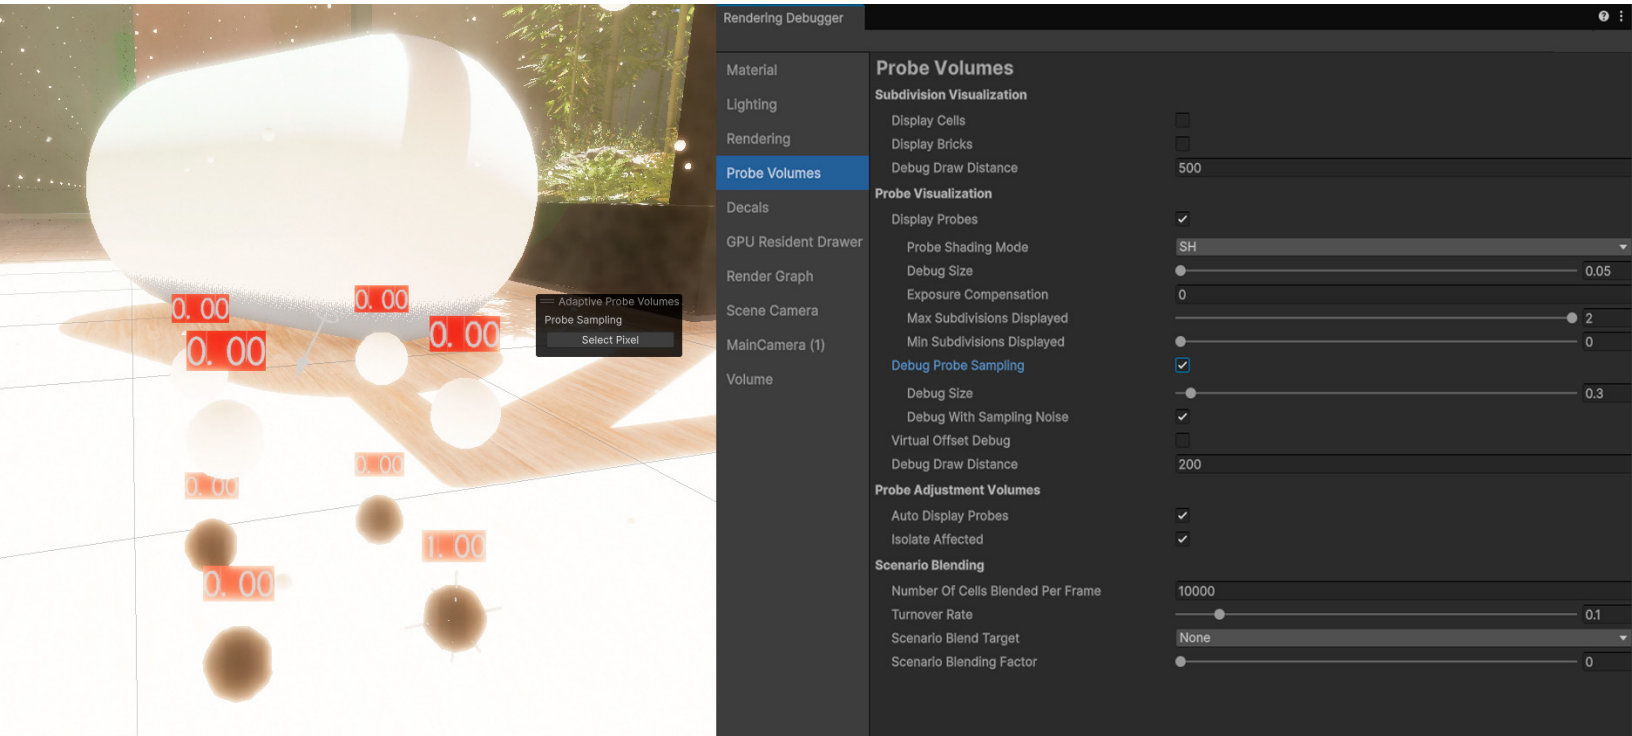 0.00
0.00
0.00
0.00
Adaptive Probe Volumes
Probe Sampling
Select Pixel
0.00
0.00
1.00
0.00
Rendering Debugger
Material
Lighting
Rendering
Probe Volumes
Decals
GPU Resident Drawer
Render Graph
Scene Camera
MainCamera (1)
Volume
Probe Volumes
Subdivision Visualization
Display Cells
Display Bricks
Debug Draw Distance 500
Probe Visualization
Display Probes
Probe Shading Mode SH
Debug Size 0.05
Exposure Compensation 0
Max Subdivisions Displayed 2
Min Subdivisions Displayed 0
Debug Probe Sampling
Debug Size 0.3
Debug With Sampling Noise
Virtual Offset Debug
Debug Draw Distance 200
Probe Adjustment Volumes
Auto Display Probes
Isolate Affected
Scenario Blending
Number Of Cells Blended Per Frame 10000
Turnover Rate 0.1
Scenario Blend Target None
Scenario Blending Factor 0